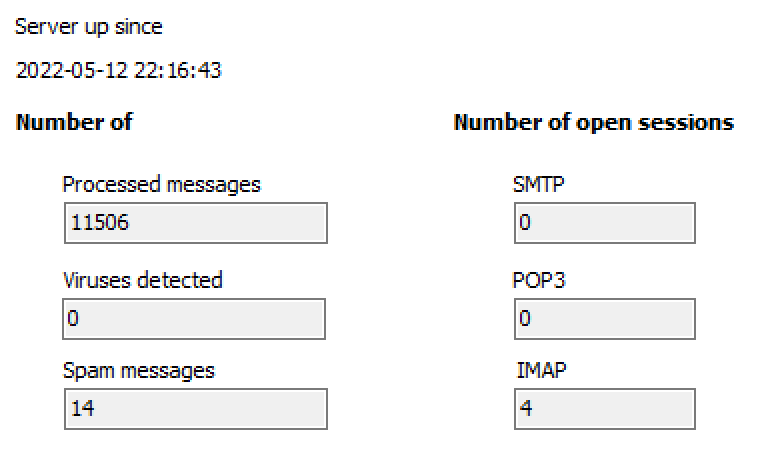 Server up since
2022-05-12 22:16:43
Number of
Processed messages
11506
Viruses detected
0
Spam messages
14
Number of open sessions
SMTP
0
POP3
0
IMAP
4